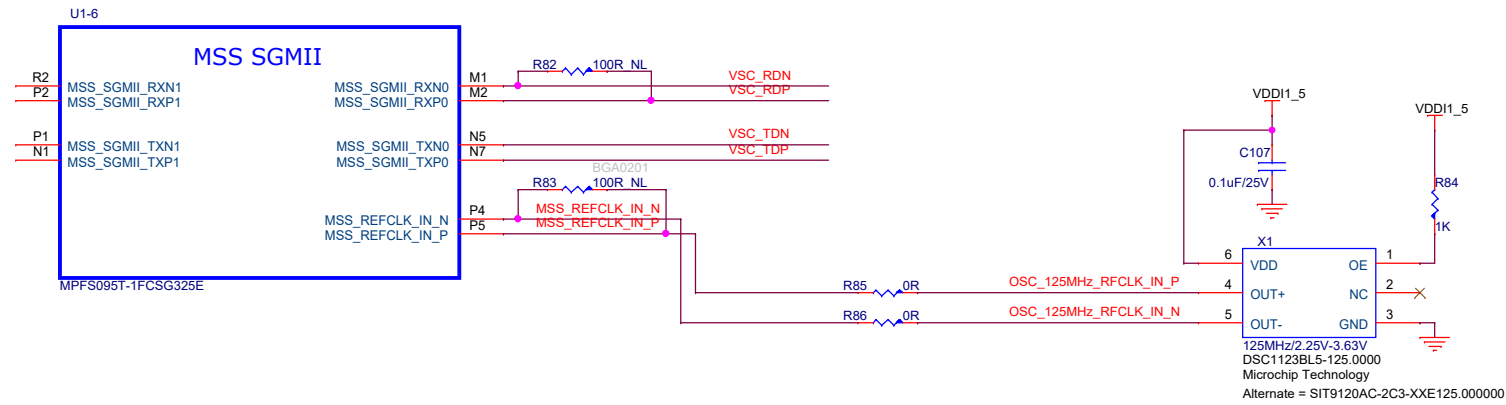 U1-6
MSS SGMII
R2
MSS_SGMII_RXN1
P2
MSS_SGMII_RXP1
P1
MSS_SGMII_TXN1
N1
MSS_SGMII_TXP1
MSS_SGMII_RXN0
M1
MSS_SGMII_RXP0
M2
MSS_SGMII_TXN0
N5
MSS_SGMII_TXP0
N7
MSS_REFCLK_IN_N
P4
MSS_REFCLK_IN_P
P5
MPFS095T-1FCSG325E
R82
100R_NL
VSC_RDN
VSC_RDP
VSC_TDN
VSC_TDP
BGA0201
R83
100R_NL
MSS_REFCLK_IN_N
MSS_REFCLK_IN_P
R85
0R
OSC_125MHz_RFCLK_IN_P
R86
0R
OSC_125MHz_RFCLK_IN_N
VDDI1_5
C107
0.1uF/25V
VDDI1_5
R84
1K
X1
6
VDD
OE
1
4
OUT+
NC
2
5
OUT-
GND
3
125MHz/2.25V-3.63V
DSC1123BL5-125.0000
Microchip Technology
Alternate = SIT9120AC-2C3-XXE125.000000